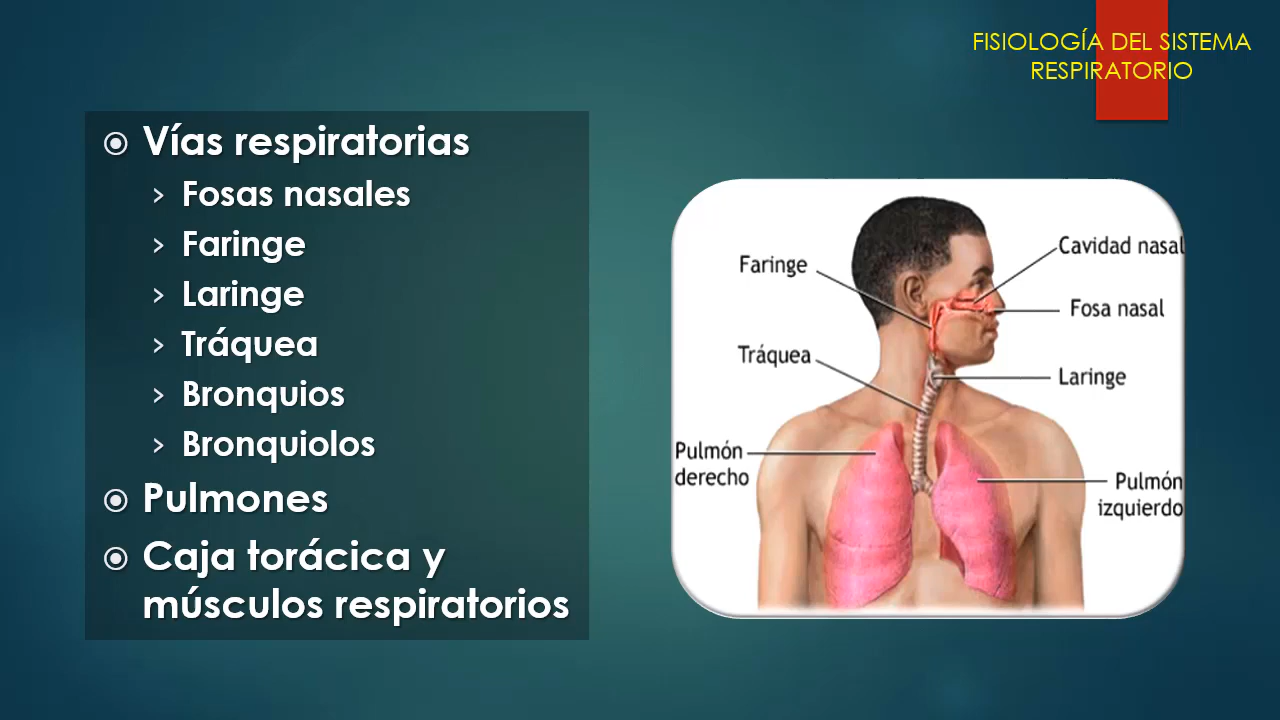 FISIOLOGÍA DEL SISTEMA
RESPIRATORIO
Vías respiratorias
Fosas nasales
Faringe
Laringe
Tráquea
Bronquios
Bronquiolos
Pulmones
Caja torácica y
músculos respiratorios
Cavidad nasal
Faringe
Fosa nasal
Tráquea
Laringe
Pulmón
derecho
Pulmón
izquierdo